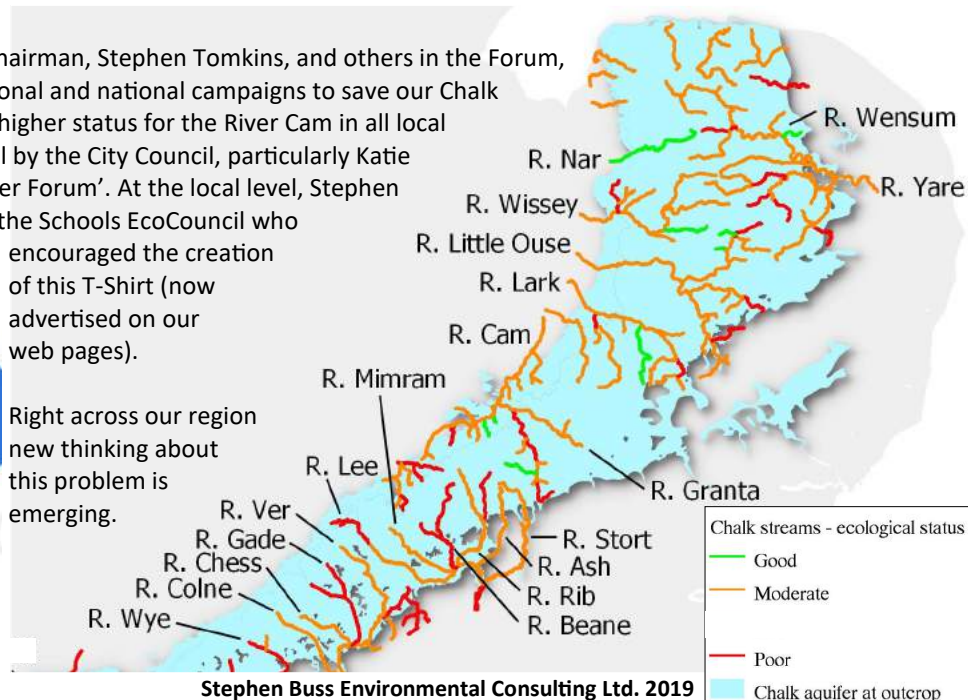 hairman, Stephen Tomkins, and others in the Forum,
onal and national campaigns to save our Chalk
higher status for the River Cam in all local
l by the City Council, particularly Katie
er Forum’. At the local level, Stephen
the Schools EcoCouncil who
encouraged the creation
of this T-Shirt (now
advertised on our
web pages).
Right across our region
new thinking about
this problem is
emerging.
R. Wensum
R. Nar
R. Yare
R. Wissey
R. Little Ouse
R. Lark
R. Cam
R. Mimram
R. Lee
R. Granta
R. Ver
R. Gade
R. Stort
R. Chess
R. Ash
R. Colne
R. Rib
R. Wye
R. Beane
Chalk streams - ecological status
Good
Moderate
Poor
Chalk aquifer at outcrop
Stephen Buss Environmental Consulting Ltd. 2019